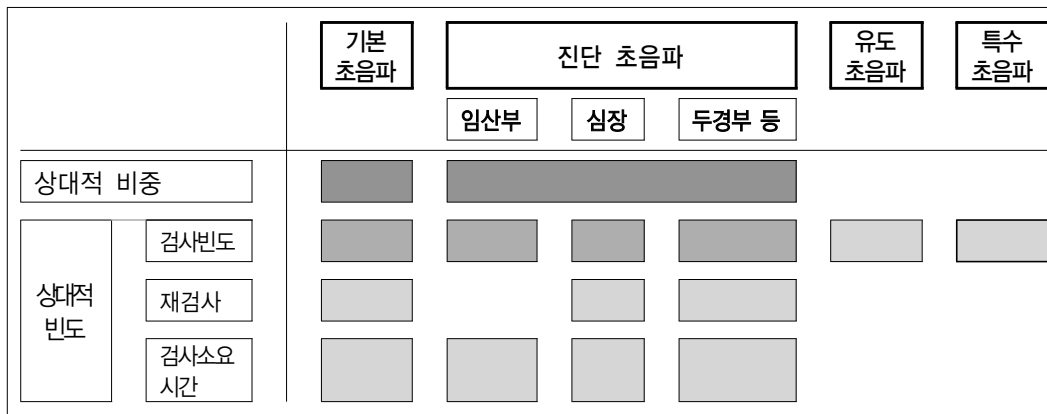 기본
초음파
진단 초음파
유도
초음파
특수
초음파
임산부
심장
두경부 등
상대적 비중
상대적
빈도
검사빈도
재검사
검사소요
시간